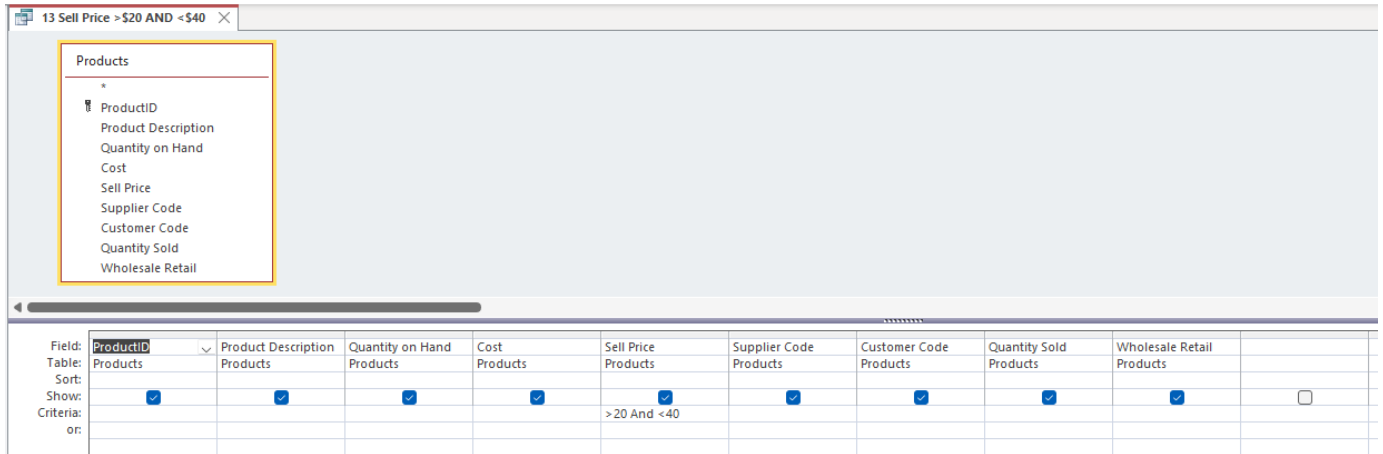 13 Sell Price >$20 AND <$40
Products
*
ProductID
Product Description
Quantity on Hand
Cost
Sell Price
Supplier Code
Customer Code
Quantity Sold
Wholesale Retail
Field: ProductID Product Description Quantity on Hand Cost Sell Price Supplier Code Customer Code Quantity Sold Wholesale Retail
Table: Products Products Products Products Products Products Products Products Products
Sort:
Show:
Criteria: >20 And <40
or: